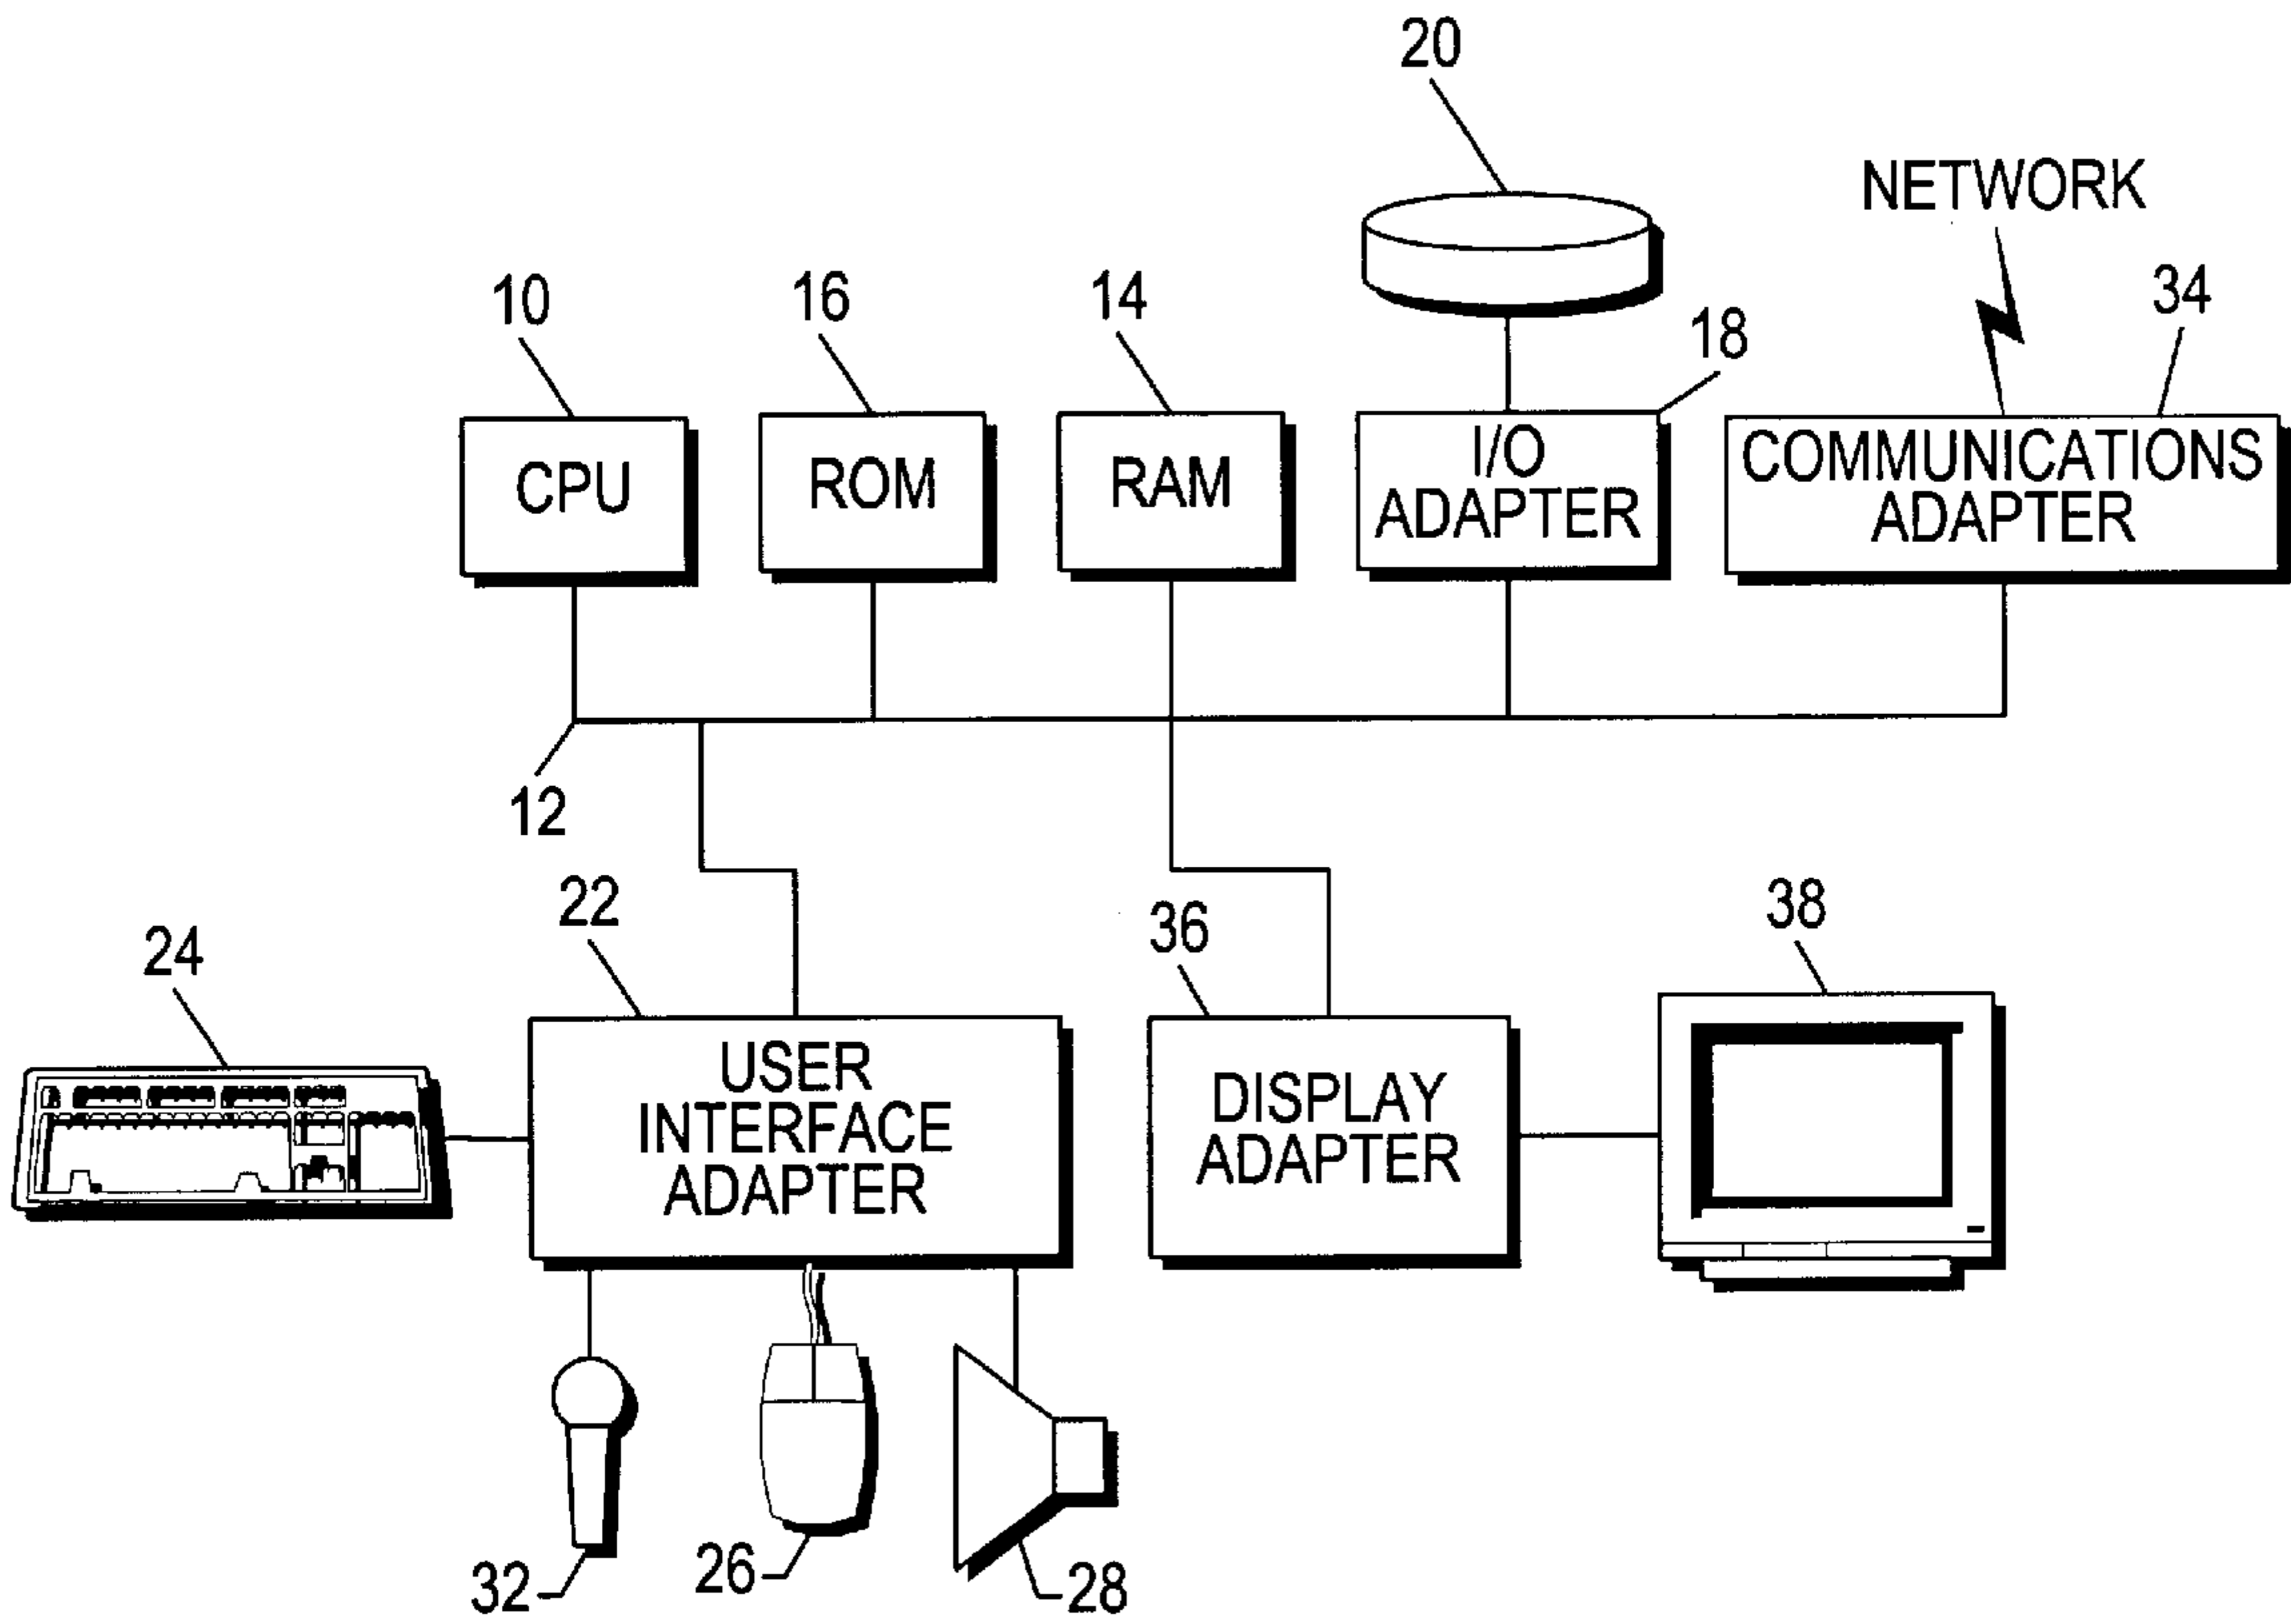 20
NETWORK
10
16
14
18
34
CPU
ROM
RAM
I/O
ADAPTER
COMMUNICATIONS
ADAPTER
12
22
24
36
38
USER
INTERFACE
ADAPTER
DISPLAY
ADAPTER
32
26
28